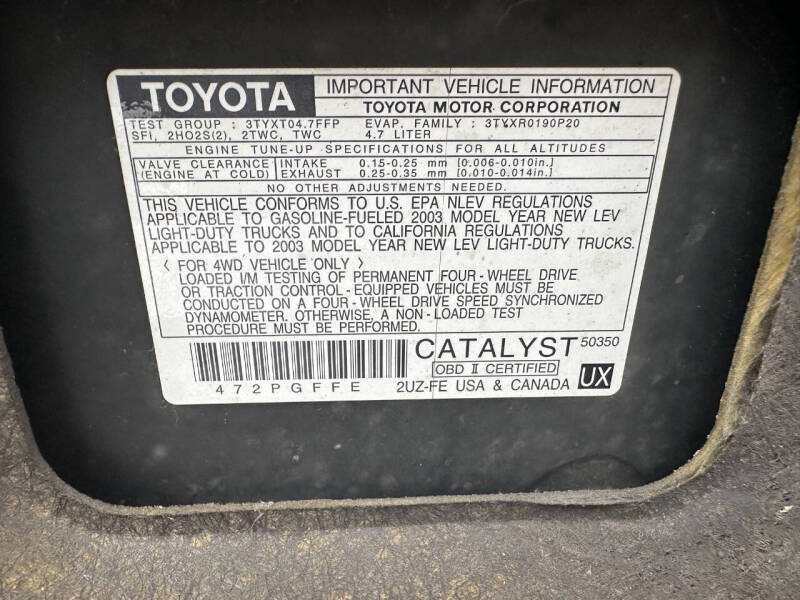 TOYOTA
IMPORTANT VEHICLE INFORMATION
TOYOTA MOTOR CORPORATION
TEST GROUP : 3TYXT04.7FFP EVAP. FAMILY : 3TYXR0190P20
SFI, 2HO2S(2), 2TWC, TWC 4.7 LITER
ENGINE TUNE-UP SPECIFICATIONS FOR ALL ALTITUDES
VALVE CLEARANCE INTAKE 0.15-0.25 mm [0.006-0.010in.]
(ENGINE AT COLD) EXHAUST 0.25-0.35 mm [0.010-0.014in.]
NO OTHER ADJUSTMENTS NEEDED.
THIS VEHICLE CONFORMS TO U.S. EPA NLEV REGULATIONS
APPLICABLE TO GASOLINE-FUELED 2003 MODEL YEAR NEW LEV
LIGHT-DUTY TRUCKS AND TO CALIFORNIA REGULATIONS
APPLICABLE TO 2003 MODEL YEAR NEW LEV LIGHT-DUTY TRUCKS.
〈 FOR 4WD VEHICLE ONLY 〉
LOADED I/M TESTING OF PERMANENT FOUR-WHEEL DRIVE
OR TRACTION CONTROL-EQUIPPED VEHICLES MUST BE
CONDUCTED ON A FOUR-WHEEL DRIVE SPEED SYNCHRONIZED
DYNAMOMETER. OTHERWISE, A NON-LOADED TEST
PROCEDURE MUST BE PERFORMED.
CATALYST 50350
OBD II CERTIFIED
472PGFFE 2UZ-FE USA & CANADA UX